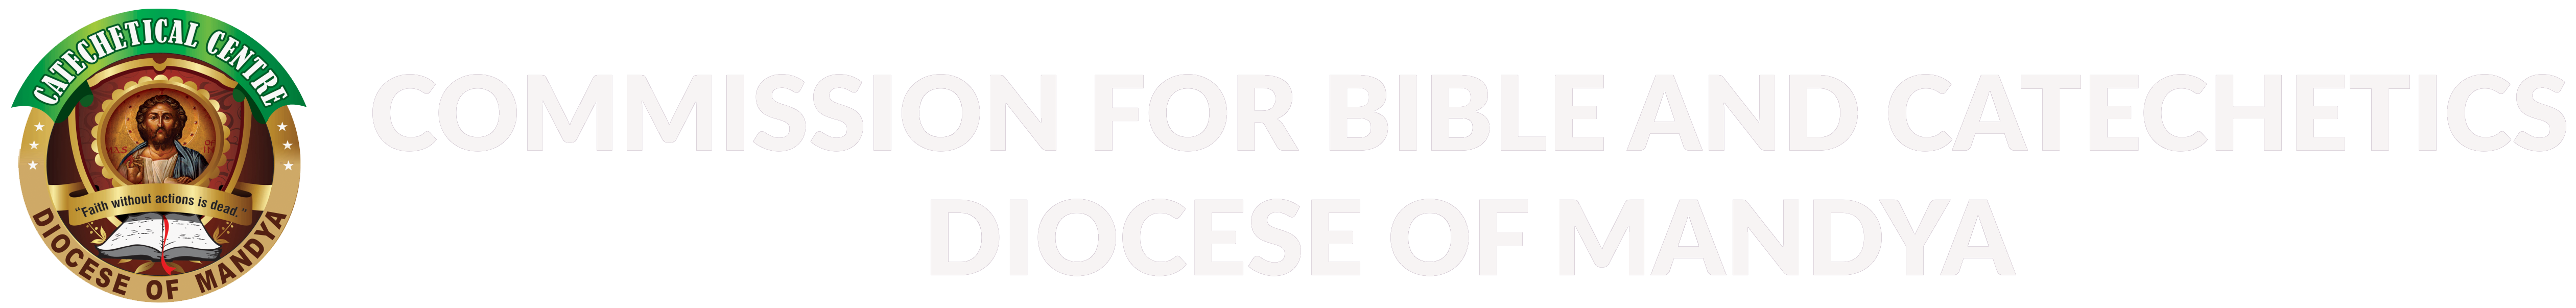 CATECHETICAL CENTRE
"Faith without actions is dead."
DIOCESE OF MANDYA
COMMISSION FOR BIBLE AND CATECHETICS
DIOCESE OF MANDYA